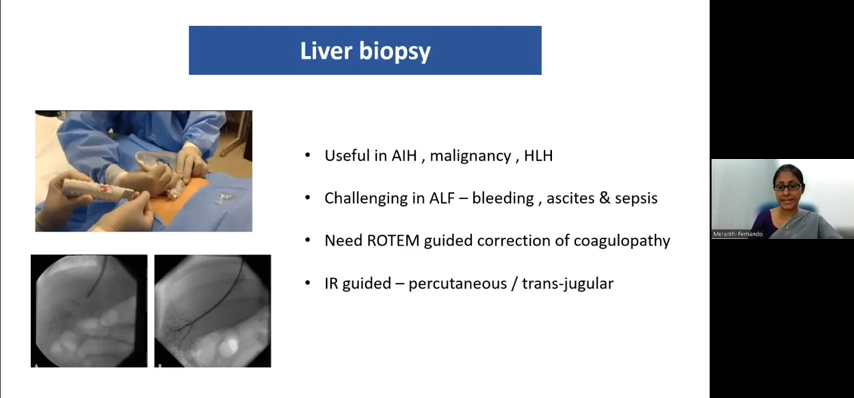 Liver biopsy
• Useful in AIH , malignancy , HLH
• Challenging in ALF – bleeding , ascites & sepsis
• Need ROTEM guided correction of coagulopathy
• IR guided – percutaneous / trans-jugular
Meranthi Fernando